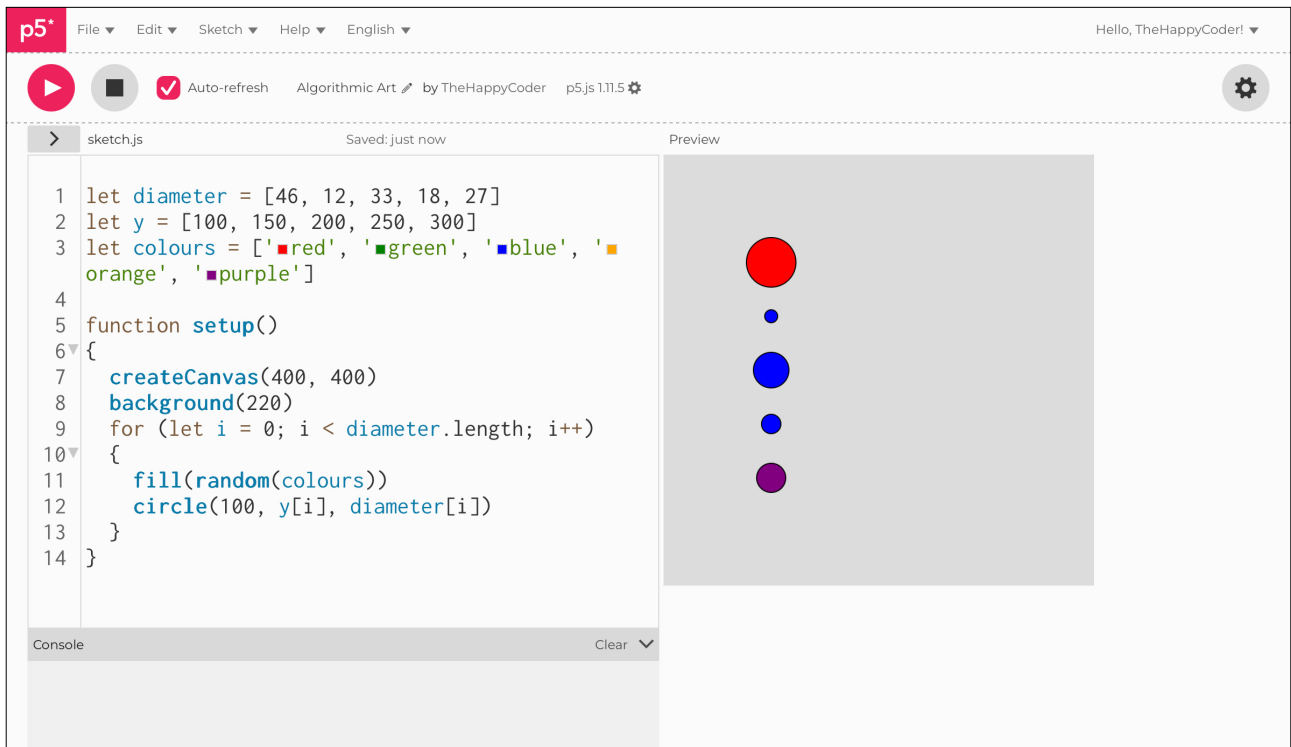 p5* File Edit Sketch Help English Hello, TheHappyCoder!
Auto-refresh Algorithmic Art by TheHappyCoder p5.js 1.11.5
sketch.js Saved: just now Preview
1 let diameter = [46, 12, 33, 18, 27]
2 let y = [100, 150, 200, 250, 300]
3 let colours = ['red', 'green', 'blue', '
orange', 'purple']
4
5 function setup()
6 {
7 createCanvas(400, 400)
8 background(220)
9 for (let i = 0; i < diameter.length; i++)
10 {
11 fill(random(colours))
12 circle(100, y[i], diameter[i])
13 }
14 }
Console Clear